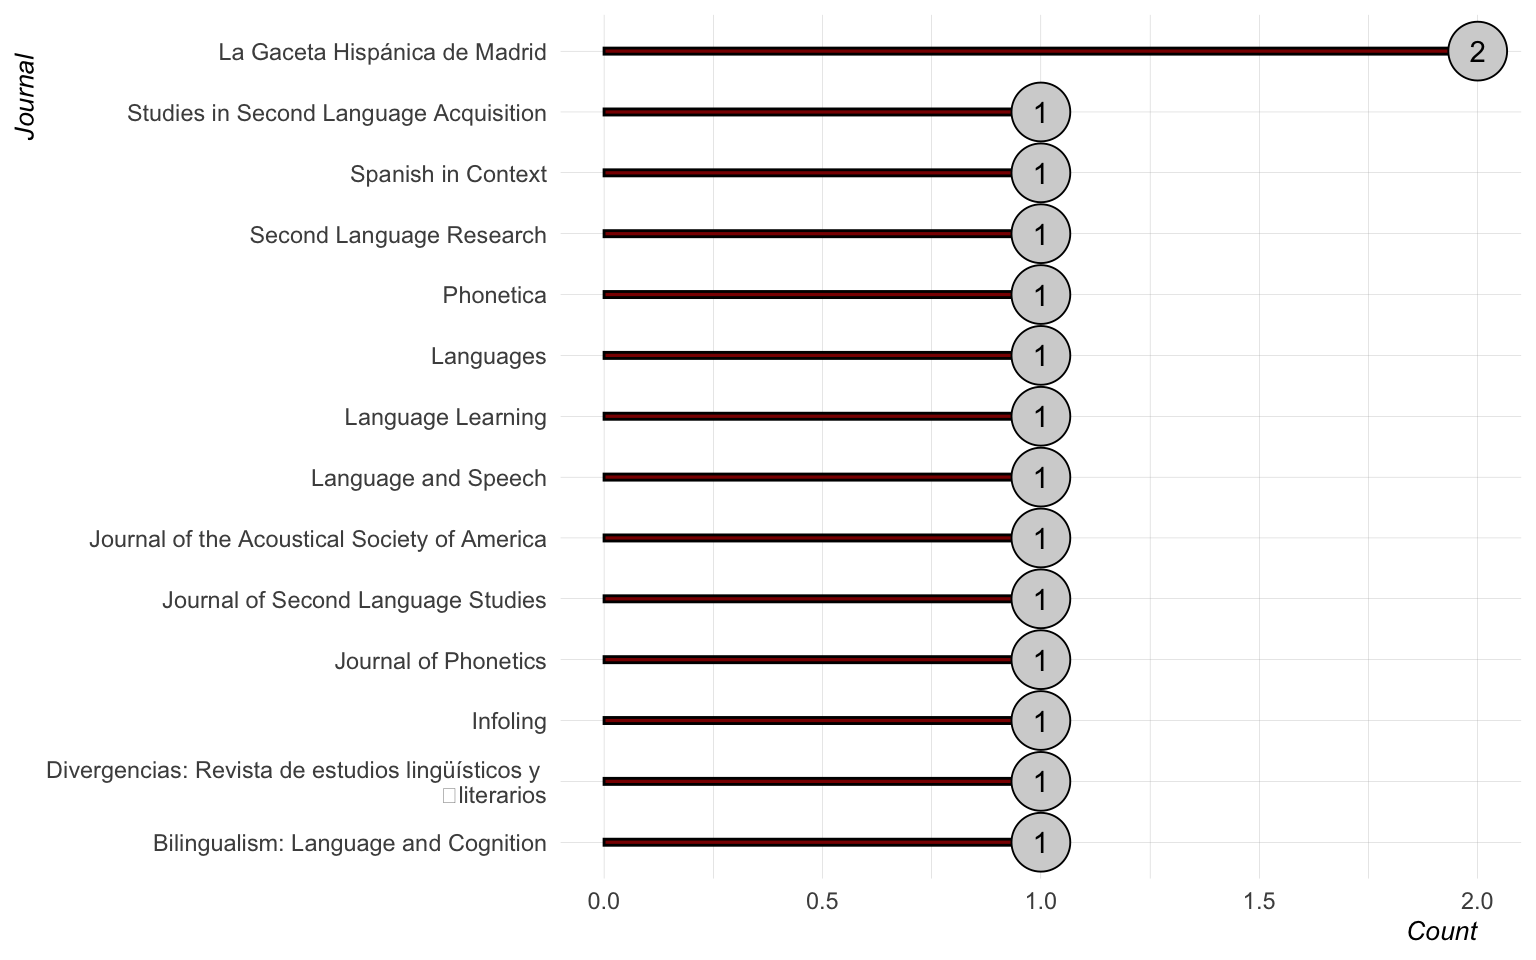 Journal
La Gaceta Hispánica de Madrid
2
Studies in Second Language Acquisition
1
Spanish in Context
1
Second Language Research
1
Phonetica
1
Languages
1
Language Learning
1
Language and Speech
1
Journal of the Acoustical Society of America
1
Journal of Second Language Studies
1
Journal of Phonetics
1
Infoling
1
Divergencias: Revista de estudios lingüísticos y
literarios
1
Bilingualism: Language and Cognition
1
0.0 0.5 1.0 1.5 2.0
Count